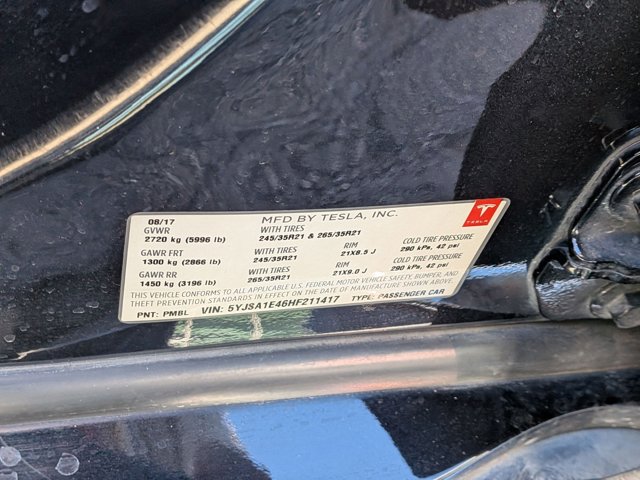 MFD BY TESLA, INC.
TESLA
08/17
GVWR WITH TIRES COLD TIRE PRESSURE
2720 kg (5996 lb) 245/35R21 & 265/35R21 290 kPa, 42 psi
GAWR FRT WITH TIRES RIM COLD TIRE PRESSURE
1300 kg (2866 lb) 245/35R21 21X8.5 J 290 kPa, 42 psi
GAWR RR
1450 kg (3196 lb) 265/35R21 21X9.0 J
THIS VEHICLE CONFORMS TO ALL APPLICABLE U.S. FEDERAL MOTOR VEHICLE SAFETY, BUMPER, AND
THEFT PREVENTION STANDARDS IN EFFECT ON THE DATE OF MANUFACTURE SHOWN ABOVE.
PNT: PMBL VIN: 5YJSA1E46HF211417 TYPE: PASSENGER CAR